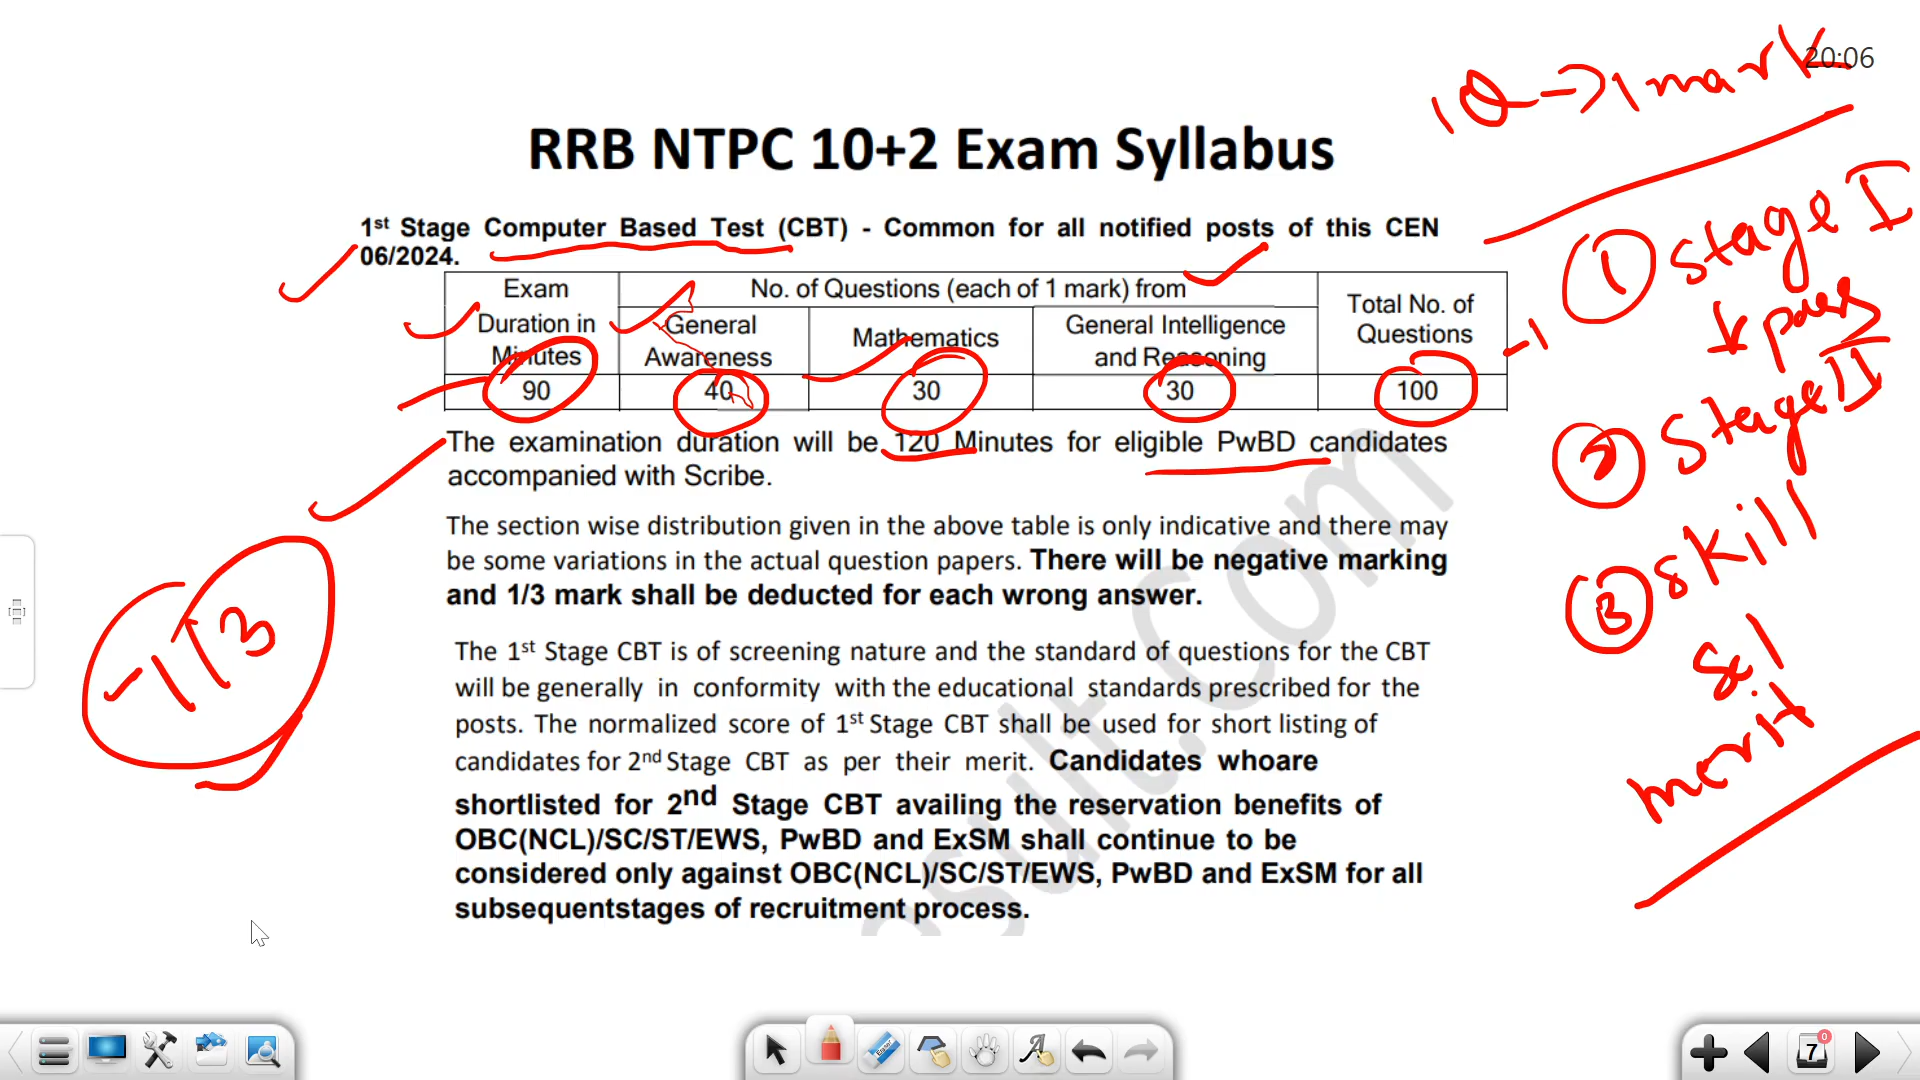 20:06
1Q→1 mark
RRB NTPC 10+2 Exam Syllabus
1st Stage Computer Based Test (CBT) - Common for all notified posts of this CEN
06/2024.
Exam Duration in Minutes
No. of Questions (each of 1 mark) from
Total No. of Questions
General Awareness
Mathematics
General Intelligence and Reasoning
90 40 30 30 100
The examination duration will be 120 Minutes for eligible PwBD candidates
accompanied with Scribe.
The section wise distribution given in the above table is only indicative and there may
be some variations in the actual question papers. There will be negative marking
and 1/3 mark shall be deducted for each wrong answer.
The 1st Stage CBT is of screening nature and the standard of questions for the CBT
will be generally in conformity with the educational standards prescribed for the
posts. The normalized score of 1st Stage CBT shall be used for short listing of
candidates for 2nd Stage CBT as per their merit. Candidates whoare
shortlisted for 2nd Stage CBT availing the reservation benefits of
OBC(NCL)/SC/ST/EWS, PwBD and ExSM shall continue to be
considered only against OBC(NCL)/SC/ST/EWS, PwBD and ExSM for all
subsequentstages of recruitment process.
-1/3
-1
1 Stage I
pass
2 Stage II
3 skill
merit
7
0